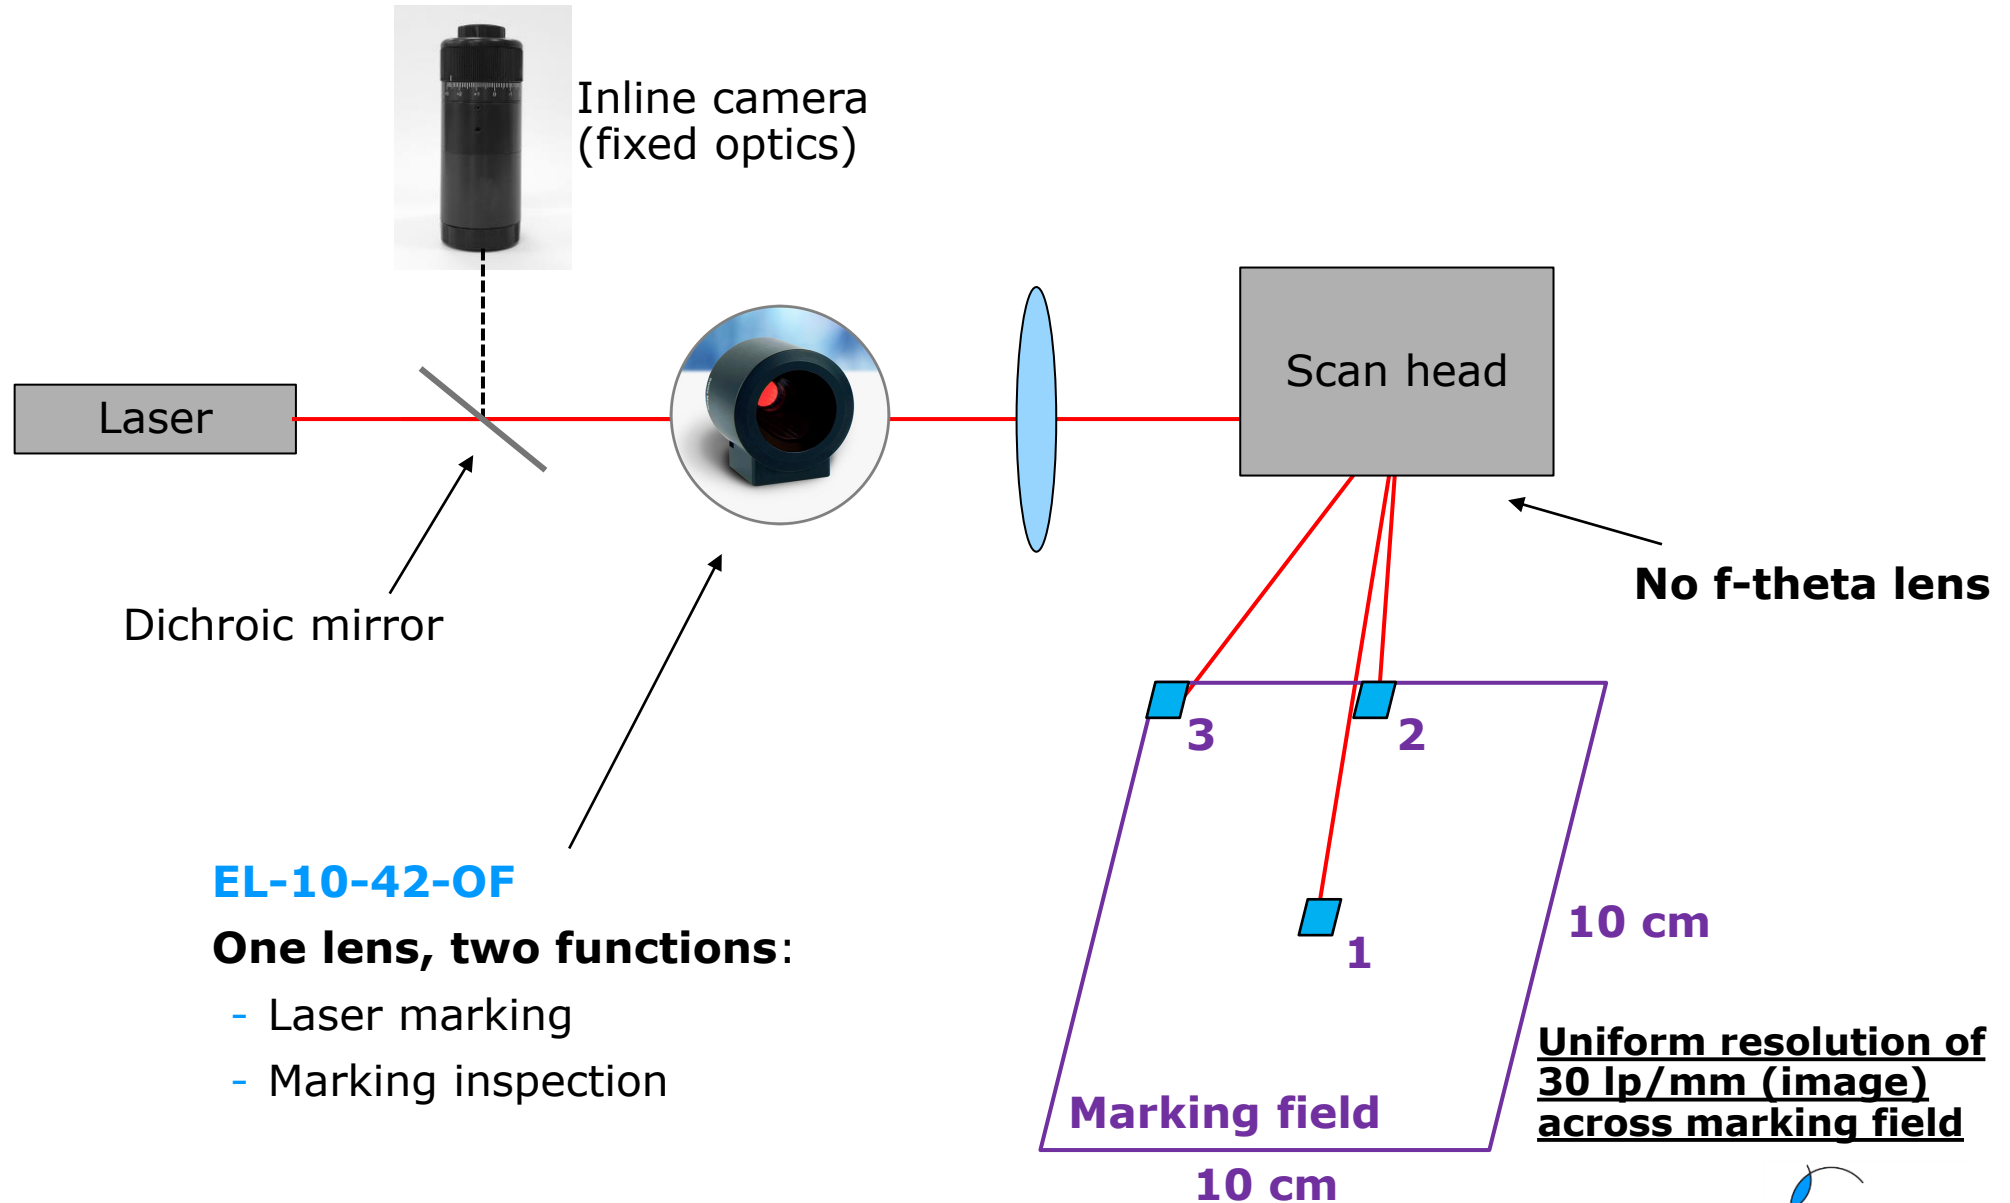 Inline camera
(fixed optics)
Laser
Scan head
Dichroic mirror
No f-theta lens
3
2
1
10 cm
EL-10-42-OF
One lens, two functions:
- Laser marking
- Marking inspection
Uniform resolution of
30 lp/mm (image)
across marking field
Marking field
10 cm